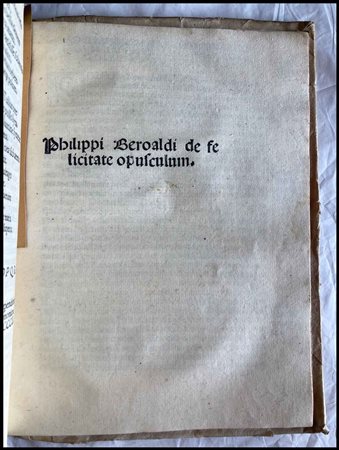 Philippi Beroaldi de fe
licitate opusculum.